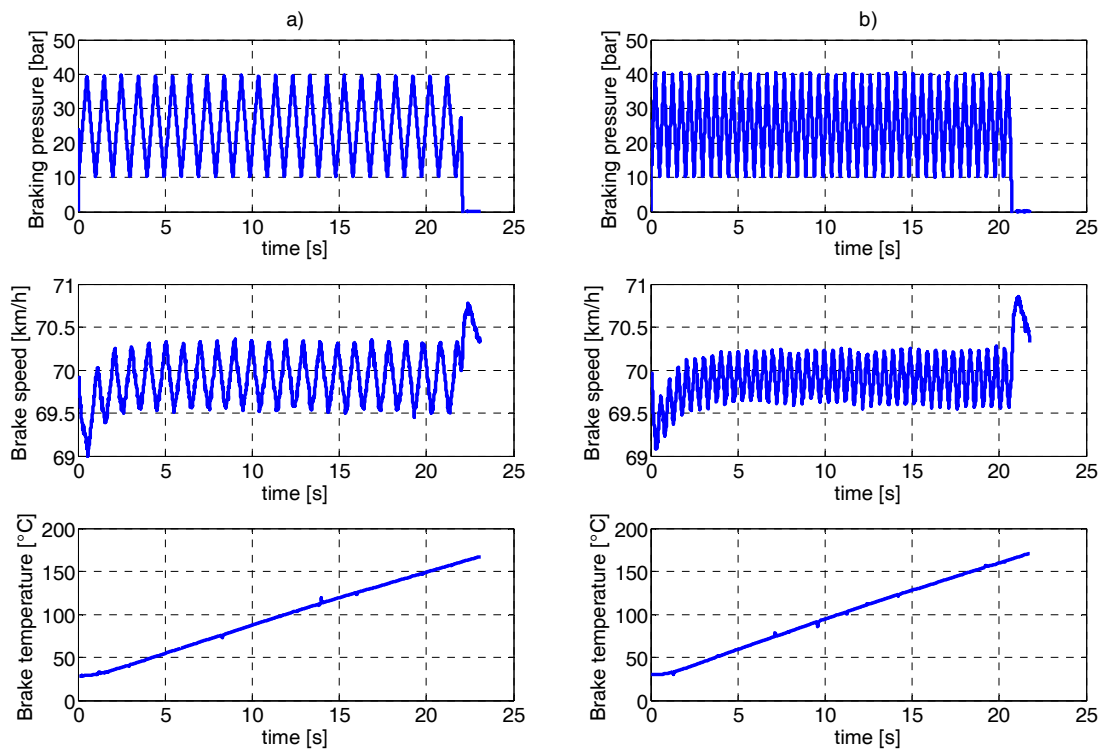 a)
50
40
30
20
10
0
Braking pressure [bar]
0 5 10 15 20 25
time [s]
b)
50
40
30
20
10
0
Braking pressure [bar]
0 5 10 15 20 25
time [s]
71
70.5
70
69.5
69
Brake speed [km/h]
0 5 10 15 20 25
time [s]
71
70.5
70
69.5
69
Brake speed [km/h]
0 5 10 15 20 25
time [s]
200
150
100
50
0
Brake temperature [°C]
0 5 10 15 20 25
time [s]
200
150
100
50
0
Brake temperature [°C]
0 5 10 15 20 25
time [s]